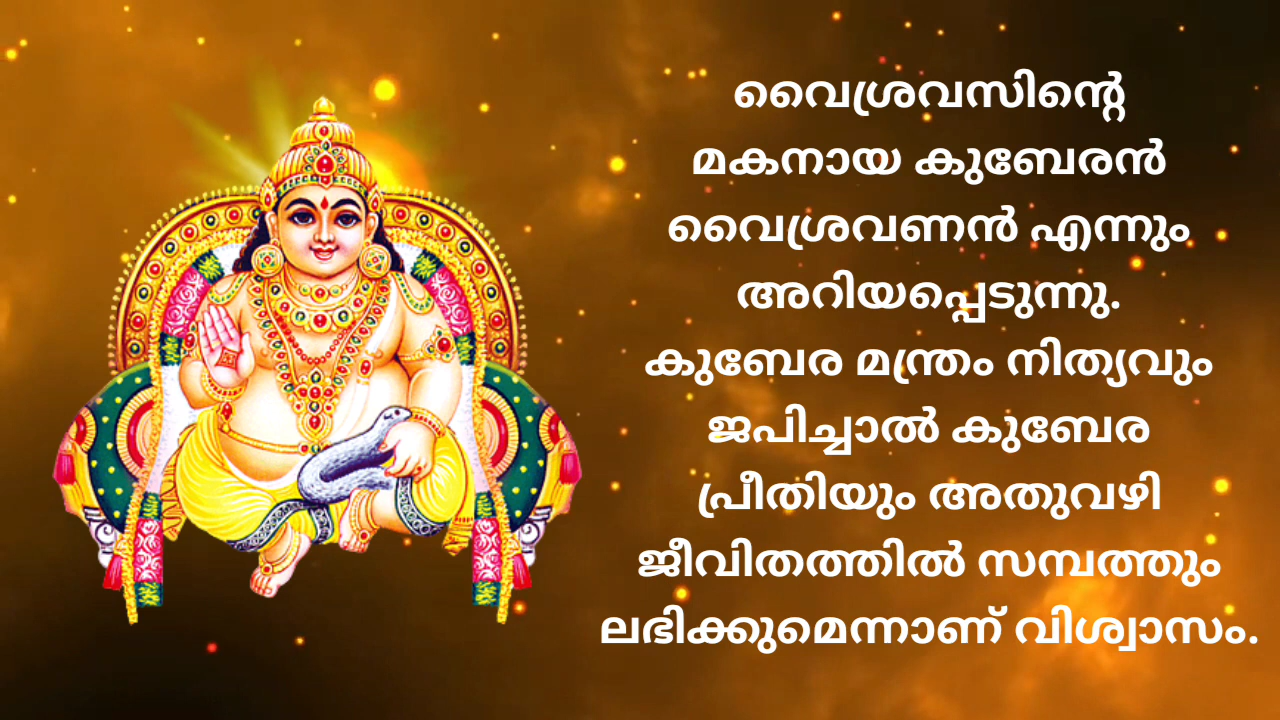 വൈശ്രവസിന്റെ
മകനായ കുബേരൻ
വൈശ്രവണൻ എന്നും
അറിയപ്പെടുന്നു.
കുബേര മന്ത്രം നിത്യവും
ജപിച്ചാൽ കുബേര
പ്രീതിയും അതുവഴി
ജീവിതത്തിൽ സമ്പത്തും
ലഭിക്കുമെന്നാണ് വിശ്വാസം.